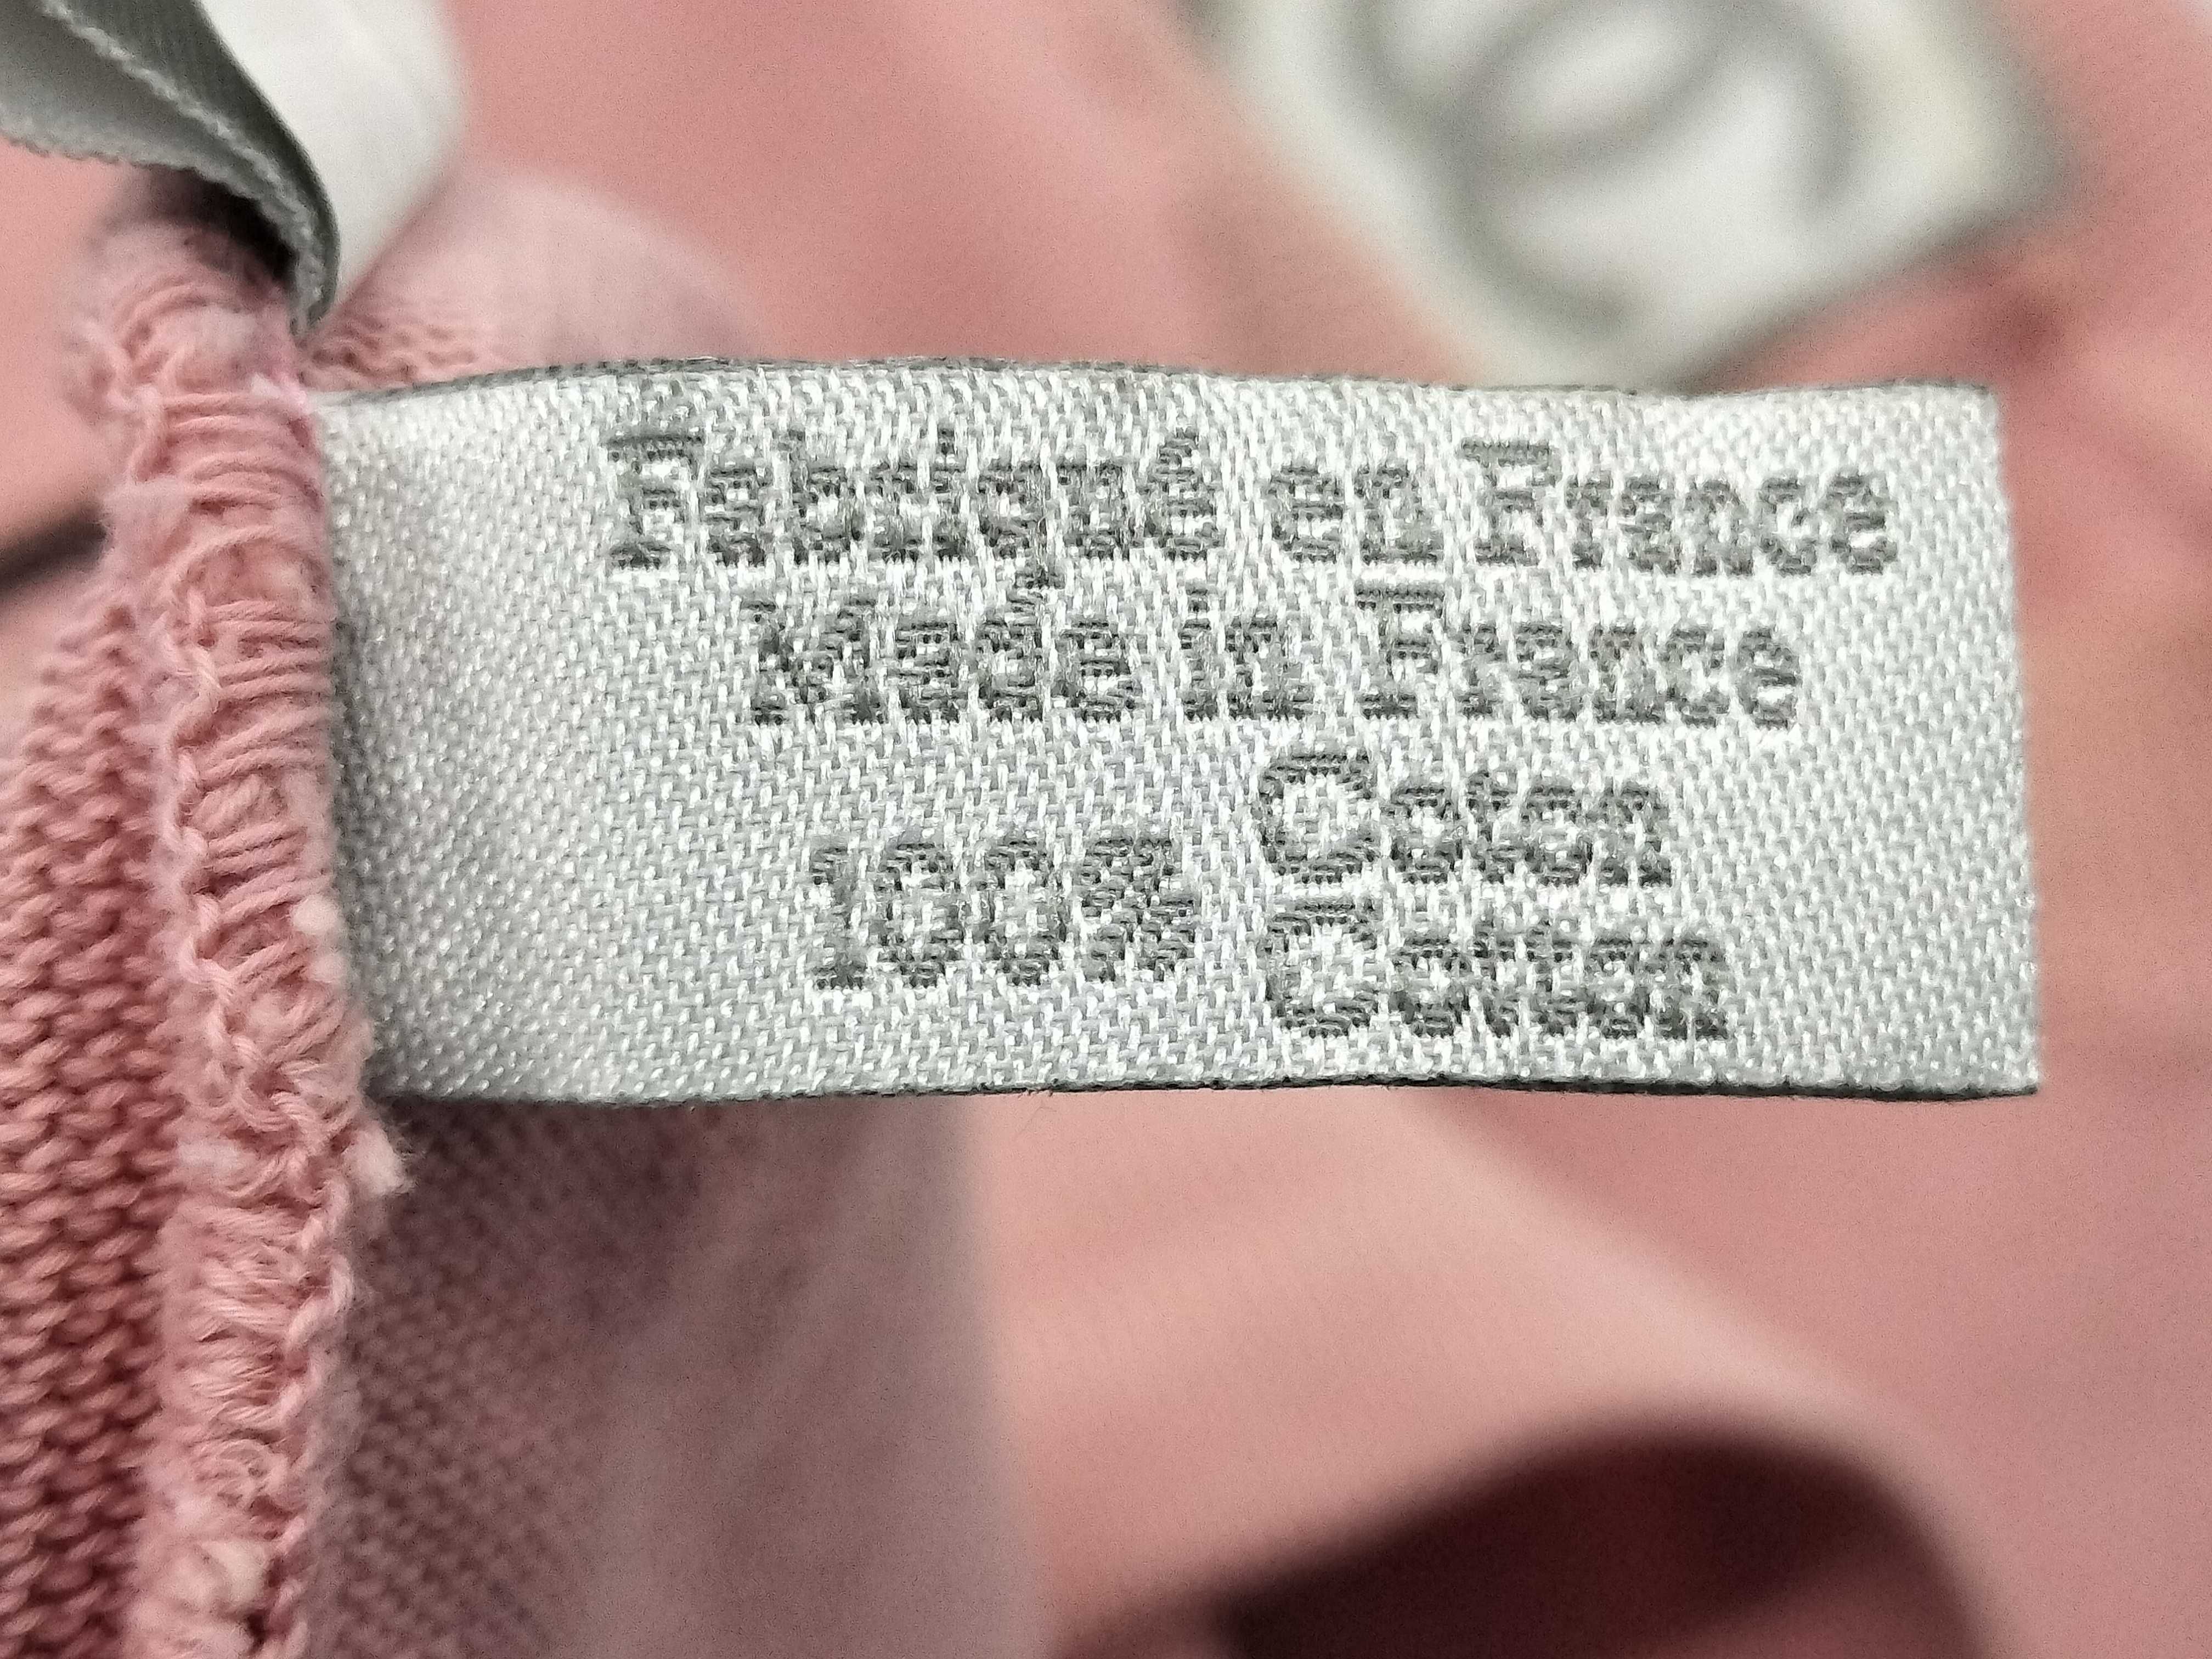 Fabriqué en France
Made in France
100% Coton
Cotton